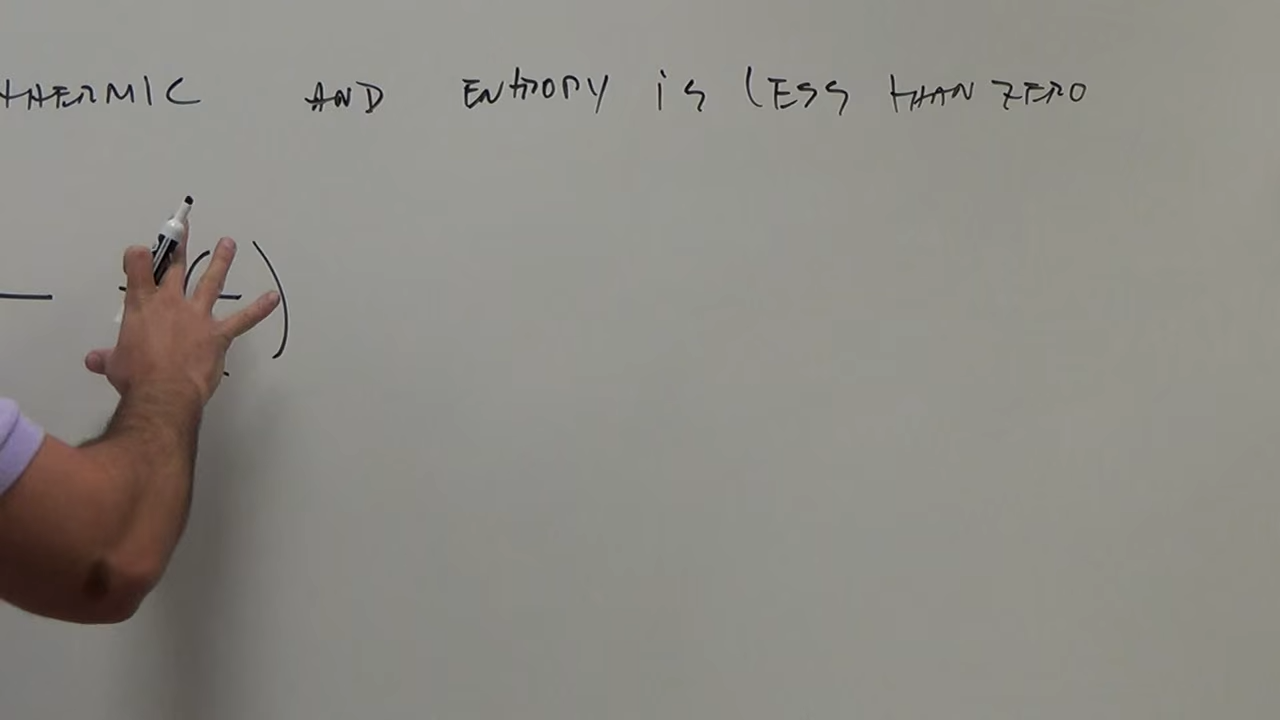 THERMIC AND ENTROPY is LESS THAN ZERO
— (—)